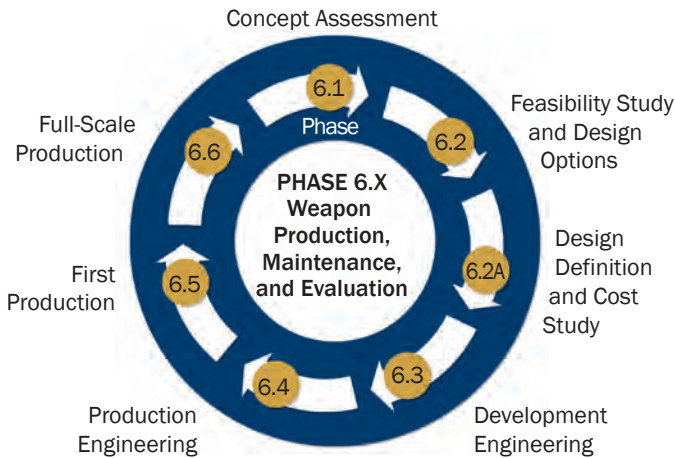 Concept Assessment
6.1
Phase
6.2
Feasibility Study
and Design
Options
6.2A
Design
Definition
and Cost
Study
6.3
Development
Engineering
6.4
Production
Engineering
6.5
First
Production
6.6
Full-Scale
Production
PHASE 6.X
Weapon
Production,
Maintenance,
and Evaluation